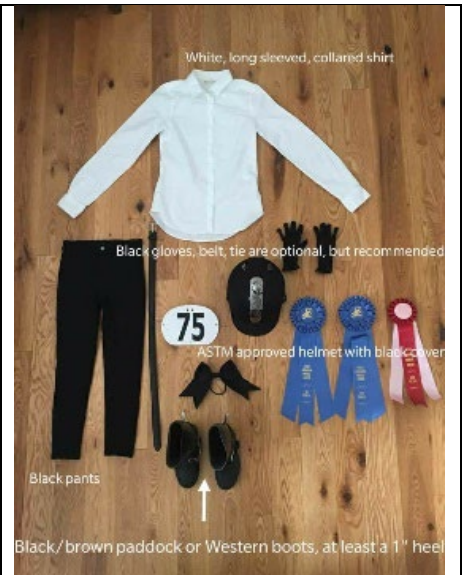 White, long sleeved, collared shirt
Black gloves, belt, tie are optional, but recommended
75
ASTM approved helmet with black cover
Black pants
Black/brown paddock or Western boots, at least a 1" heel